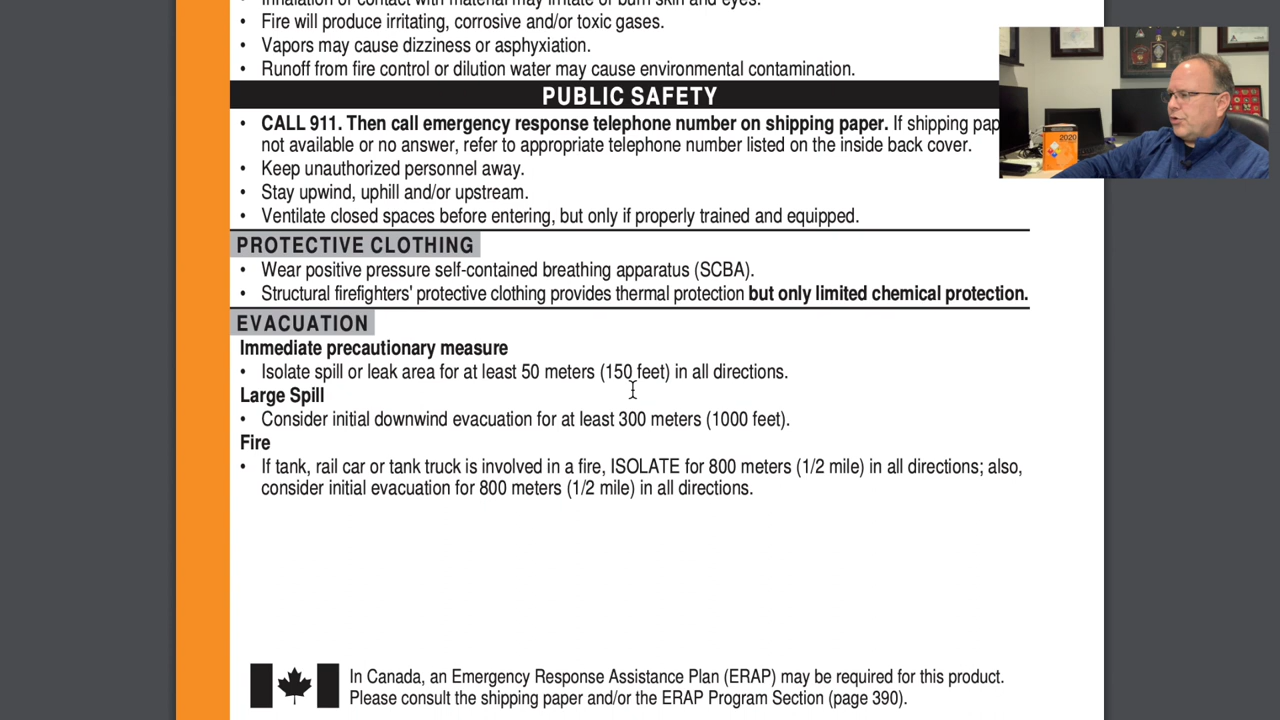 • Fire will produce irritating, corrosive and/or toxic gases.
• Vapors may cause dizziness or asphyxiation.
• Runoff from fire control or dilution water may cause environmental contamination.
PUBLIC SAFETY
• CALL 911. Then call emergency response telephone number on shipping paper. If shipping
not available or no answer, refer to appropriate telephone number listed on the inside back cover.
• Keep unauthorized personnel away.
• Stay upwind, uphill and/or upstream.
• Ventilate closed spaces before entering, but only if properly trained and equipped.
PROTECTIVE CLOTHING
• Wear positive pressure self-contained breathing apparatus (SCBA).
• Structural firefighters' protective clothing provides thermal protection but only limited chemical protection.
EVACUATION
Immediate precautionary measure
• Isolate spill or leak area for at least 50 meters (150 feet) in all directions.
Large Spill
• Consider initial downwind evacuation for at least 300 meters (1000 feet).
Fire
• If tank, rail car or tank truck is involved in a fire, ISOLATE for 800 meters (1/2 mile) in all directions; also,
consider initial evacuation for 800 meters (1/2 mile) in all directions.
In Canada, an Emergency Response Assistance Plan (ERAP) may be required for this product.
Please consult the shipping paper and/or the ERAP Program Section (page 390).
2020